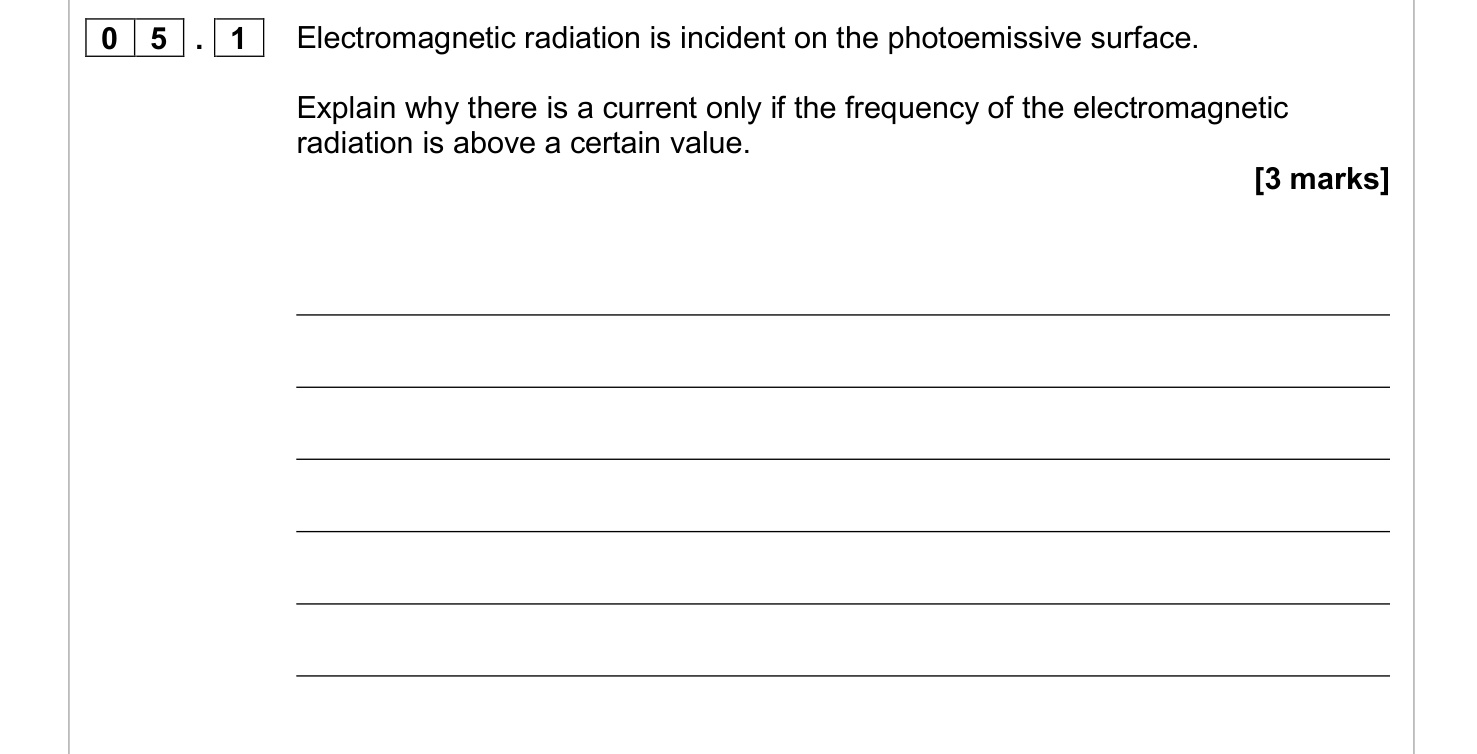 0 5 . 1 Electromagnetic radiation is incident on the photoemissive surface.
Explain why there is a current only if the frequency of the electromagnetic
radiation is above a certain value.
[3 marks]